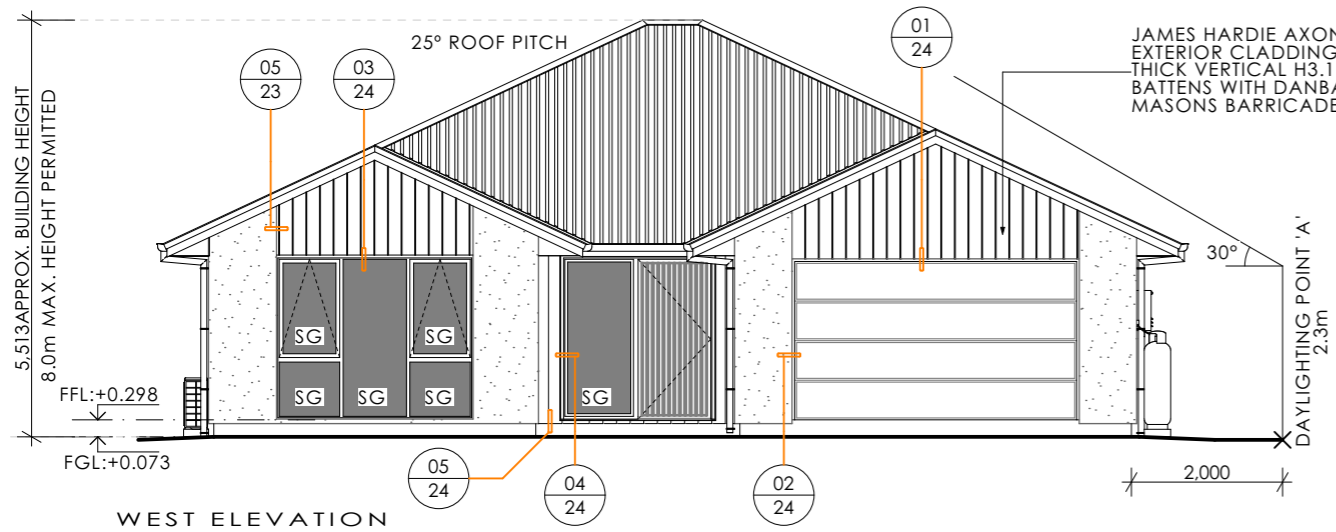 25° ROOF PITCH
01
24
JAMES HARDIE AXON
EXTERIOR CLADDING
THICK VERTICAL H3.1
BATTENS WITH DANBA
MASONS BARRICADE
05
23
03
24
5,513APPROX. BUILDING HEIGHT
8.0m MAX. HEIGHT PERMITTED
30°
DAYLIGHTING POINT 'A'
2.3m
SG
SG
SG
SG
SG
SG
FFL:+0.298
FGL:+0.073
05
24
04
24
02
24
2,000
WEST ELEVATION